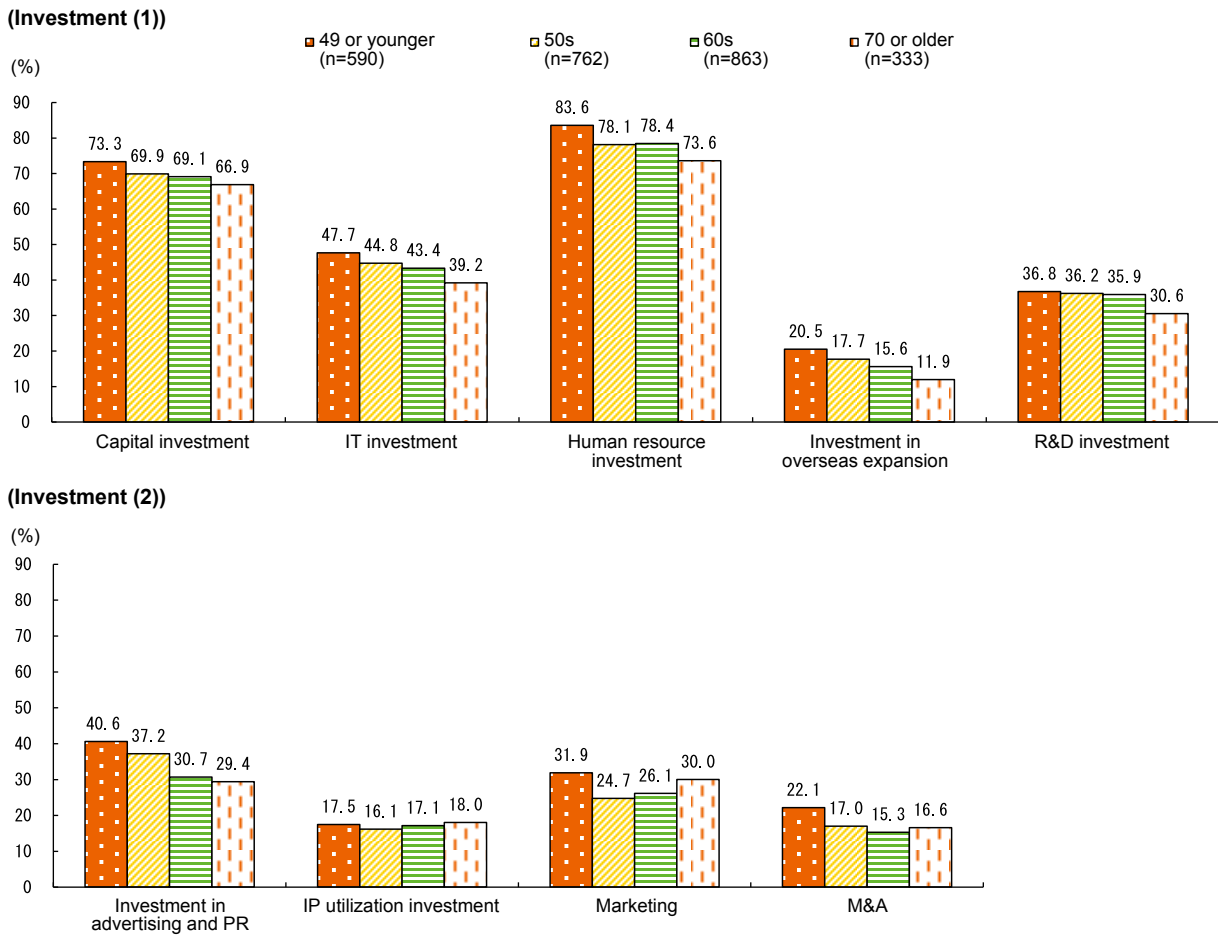 (Investment (1))
49 or younger 50s 60s 70 or older
(n=590) (n=762) (n=863) (n=333)
(%)
90
80
70
60
50
40
30
20
10
0
73.3 69.9 69.1 66.9
47.7 44.8 43.4 39.2
83.6 78.1 78.4 73.6
20.5 17.7 15.6 11.9
36.8 36.2 35.9 30.6
Capital investment
IT investment
Human resource
investment
Investment in
overseas expansion
R&D investment
(Investment (2))
(%)
90
80
70
60
50
40
30
20
10
0
40.6 37.2 30.7 29.4
17.5 16.1 17.1 18.0
31.9 24.7 26.1 30.0
22.1 17.0 15.3 16.6
Investment in
advertising and PR
IP utilization investment
Marketing
M&A